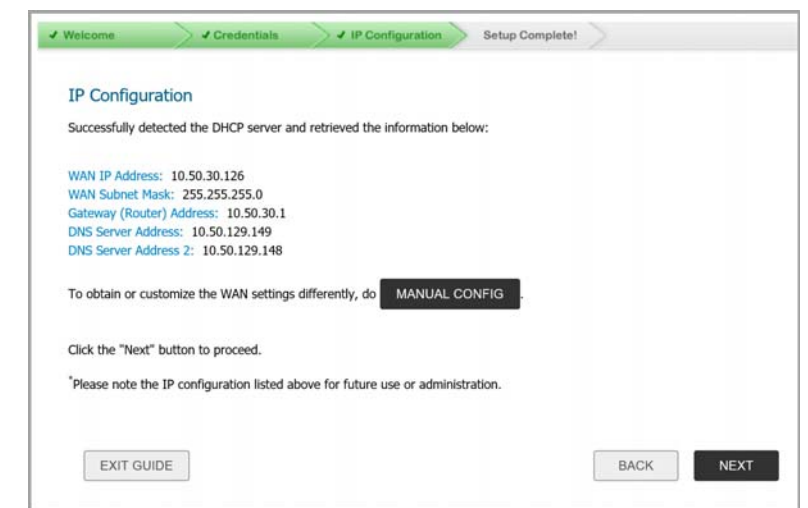 ✔ Welcome ✔ Credentials ✔ IP Configuration Setup Complete!
IP Configuration
Successfully detected the DHCP server and retrieved the information below:
WAN IP Address: 10.50.30.126
WAN Subnet Mask: 255.255.255.0
Gateway (Router) Address: 10.50.30.1
DNS Server Address: 10.50.129.149
DNS Server Address 2: 10.50.129.148
To obtain or customize the WAN settings differently, do MANUAL CONFIG .
Click the "Next" button to proceed.
*Please note the IP configuration listed above for future use or administration.
EXIT GUIDE BACK NEXT